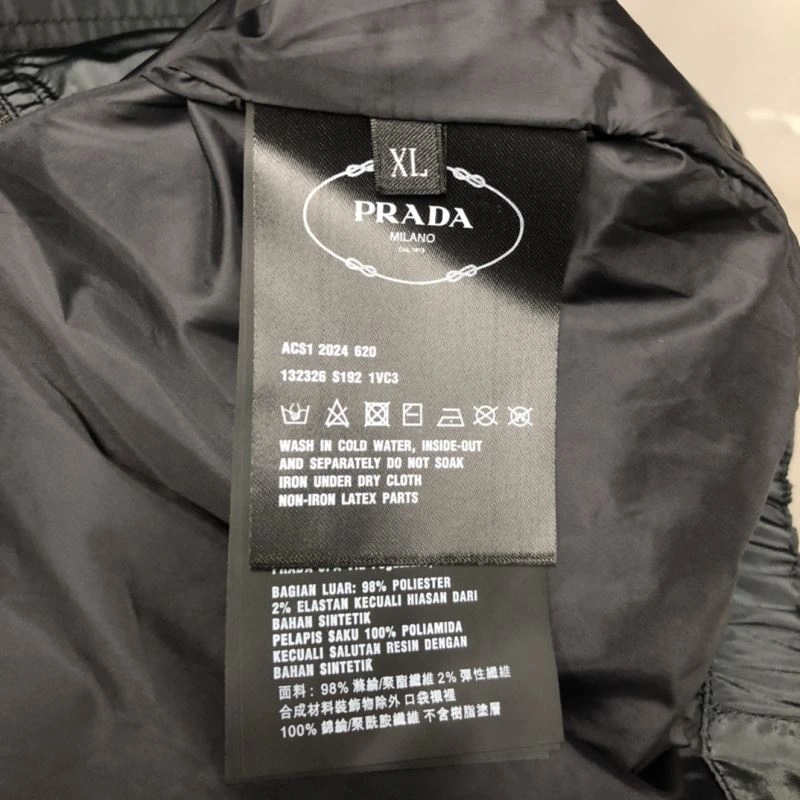 XL
PRADA
MILANO
DAL 1913
ACS1 2024 620
132326 S192 1VC3
WASH IN COLD WATER, INSIDE-OUT
AND SEPARATELY DO NOT SOAK
IRON UNDER DRY CLOTH
NON-IRON LATEX PARTS
BAGIAN LUAR: 98% POLIESTER
2% ELASTAN KECUALI HIASAN DARI
BAHAN SINTETIK
PELAPIS SAKU 100% POLIAMIDA
KECUALI SALUTAN RESIN DENGAN
BAHAN SINTETIK
面料：98% 滌綸/聚酯纖維 2% 彈性纖維
合成材料裝飾物除外 口袋襯裡
100% 錦綸/聚酰胺纖維 不含樹脂塗層